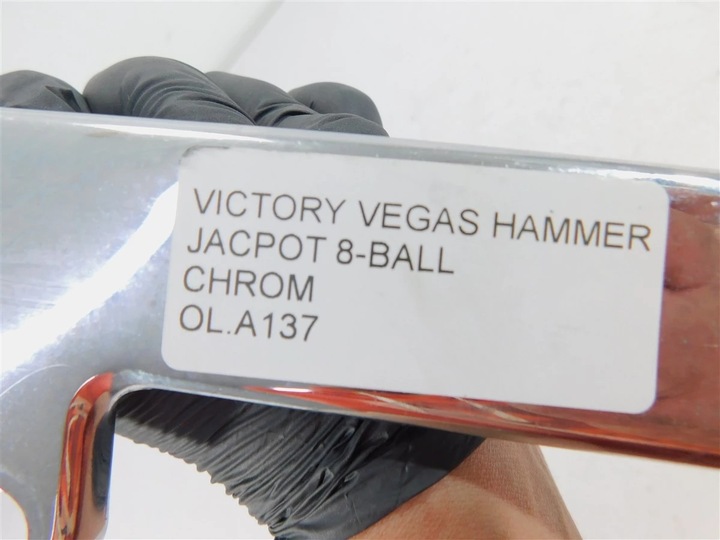 VICTORY VEGAS HAMMER
JACPOT 8-BALL
CHROM
OL.A137